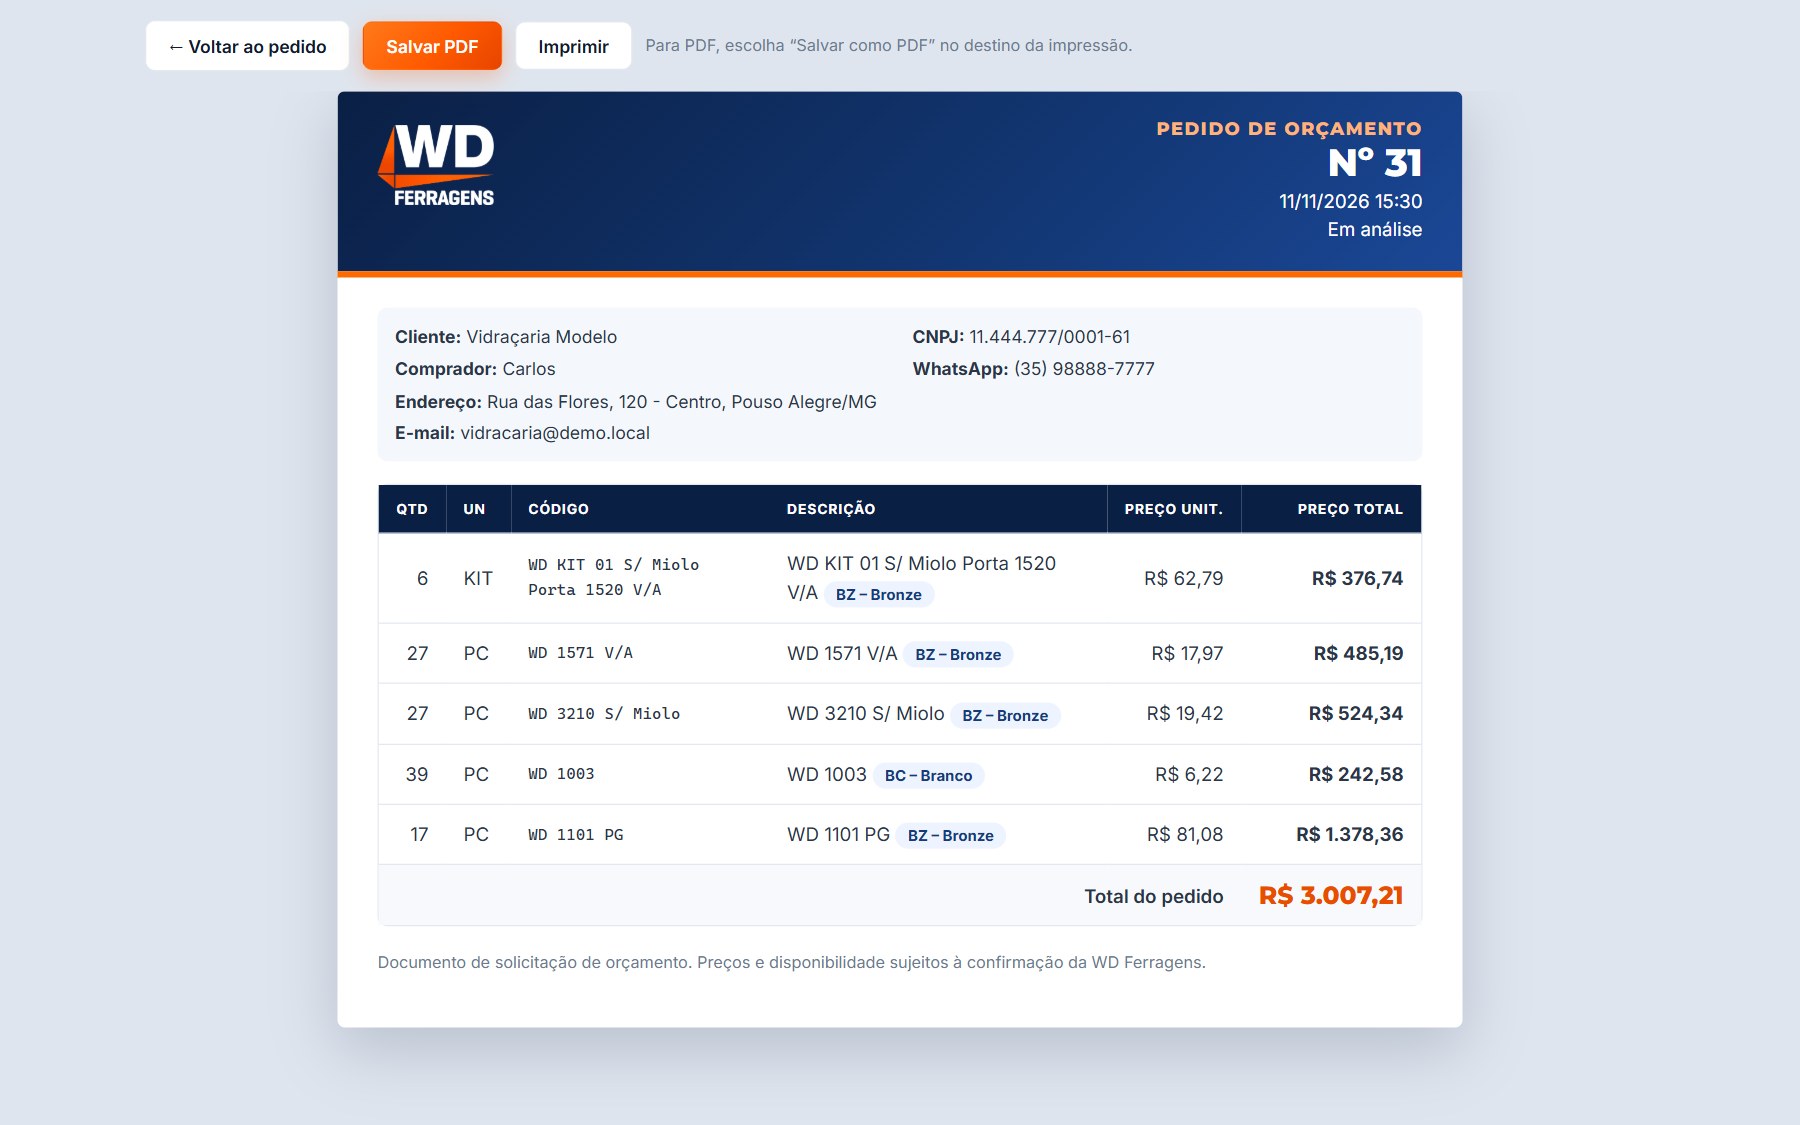 ← Voltar ao pedido
Salvar PDF
Imprimir
Para PDF, escolha “Salvar como PDF” no destino da impressão.
WD
FERRAGENS
PEDIDO DE ORÇAMENTO
Nº 31
11/11/2026 15:30
Em análise
Cliente: Vidraçaria Modelo
CNPJ: 11.444.777/0001-61
Comprador: Carlos
WhatsApp: (35) 98888-7777
Endereço: Rua das Flores, 120 - Centro, Pouso Alegre/MG
E-mail: vidracaria@demo.local
QTD UN CÓDIGO DESCRIÇÃO PREÇO UNIT. PREÇO TOTAL
6 KIT WD KIT 01 S/ Miolo Porta 1520 V/A WD KIT 01 S/ Miolo Porta 1520 V/A BZ – Bronze R$ 62,79 R$ 376,74
27 PC WD 1571 V/A WD 1571 V/A BZ – Bronze R$ 17,97 R$ 485,19
27 PC WD 3210 S/ Miolo WD 3210 S/ Miolo BZ – Bronze R$ 19,42 R$ 524,34
39 PC WD 1003 WD 1003 BC – Branco R$ 6,22 R$ 242,58
17 PC WD 1101 PG WD 1101 PG BZ – Bronze R$ 81,08 R$ 1.378,36
Total do pedido R$ 3.007,21
Documento de solicitação de orçamento. Preços e disponibilidade sujeitos à confirmação da WD Ferragens.